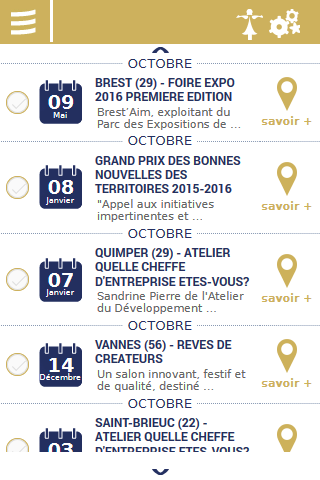 OCTOBRE
09
Mai
BREST (29) - FOIRE EXPO
2016 PREMIERE EDITION
Brest’Aim, exploitant du
Parc des Expositions de ...
savoir +
OCTOBRE
08
Janvier
GRAND PRIX DES BONNES
NOUVELLES DES
TERRITOIRES 2015-2016
"Appel aux initiatives
impertinentes et ...
savoir +
OCTOBRE
07
Janvier
QUIMPER (29) - ATELIER
QUELLE CHEFFE
D'ENTREPRISE ETES-VOUS?
Sandrine Pierre de l'Atelier
du Développement ...
savoir +
OCTOBRE
14
Décembre
VANNES (56) - REVES DE
CREATEURS
Un salon innovant, festif et
de qualité, destiné ...
savoir +
OCTOBRE
03
SAINT-BRIEUC (22) -
ATELIER QUELLE CHEFFE
D'ENTREPRISE ETES-VOUS?